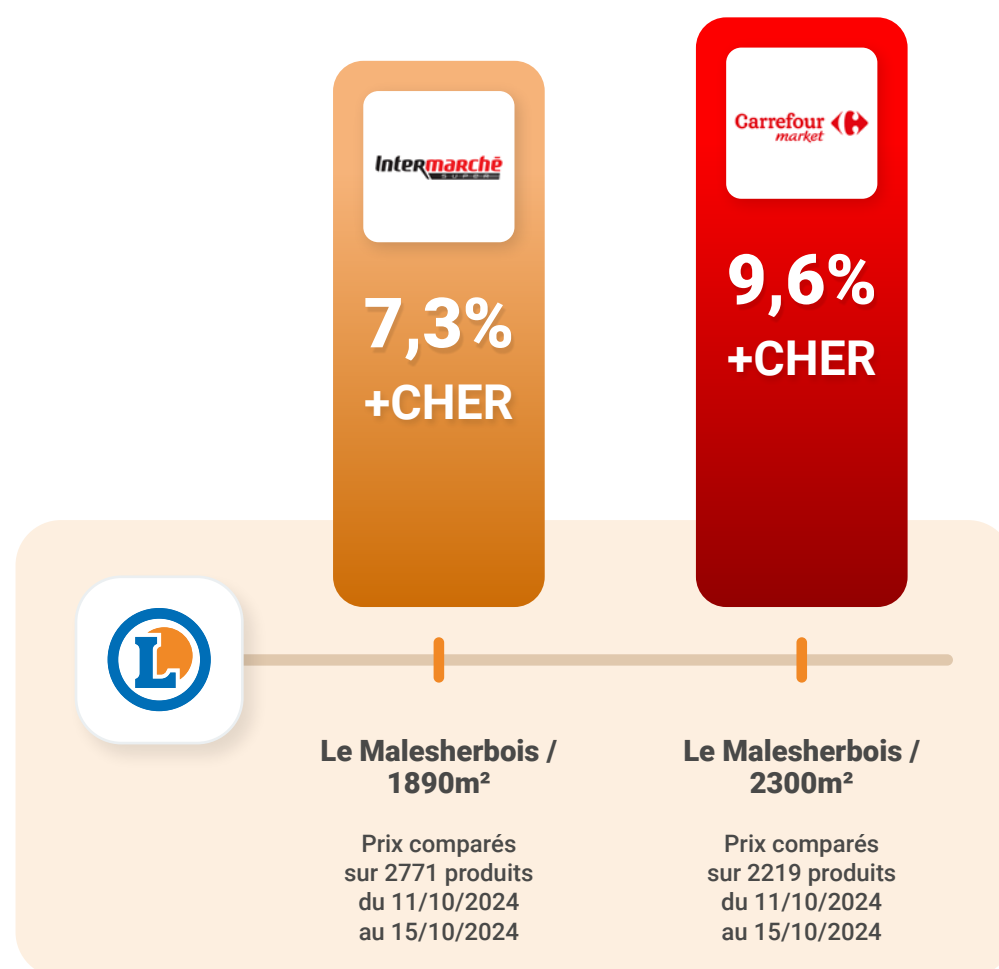 Intermarché
SUPER
7,3%
+CHER
Carrefour
market
9,6%
+CHER
L
Le Malesherbois /
1890m²
Prix comparés
sur 2771 produits
du 11/10/2024
au 15/10/2024
Le Malesherbois /
2300m²
Prix comparés
sur 2219 produits
du 11/10/2024
au 15/10/2024